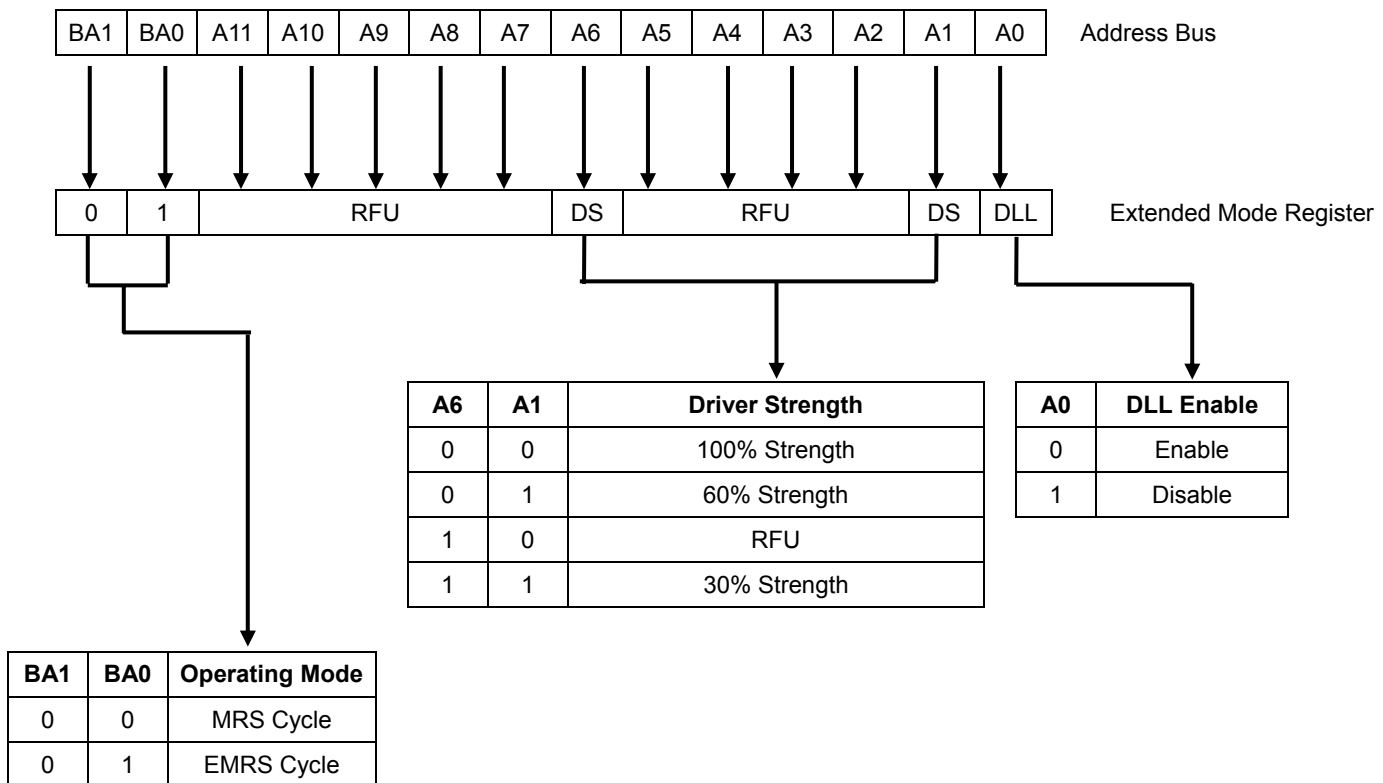 BA1 BA0 A11 A10 A9 A8 A7 A6 A5 A4 A3 A2 A1 A0 Address Bus
0 1 RFU DS RFU DS DLL Extended Mode Register
A6 A1 Driver Strength
0 0 100% Strength
0 1 60% Strength
1 0 RFU
1 1 30% Strength
A0 DLL Enable
0 Enable
1 Disable
BA1 BA0 Operating Mode
0 0 MRS Cycle
0 1 EMRS Cycle